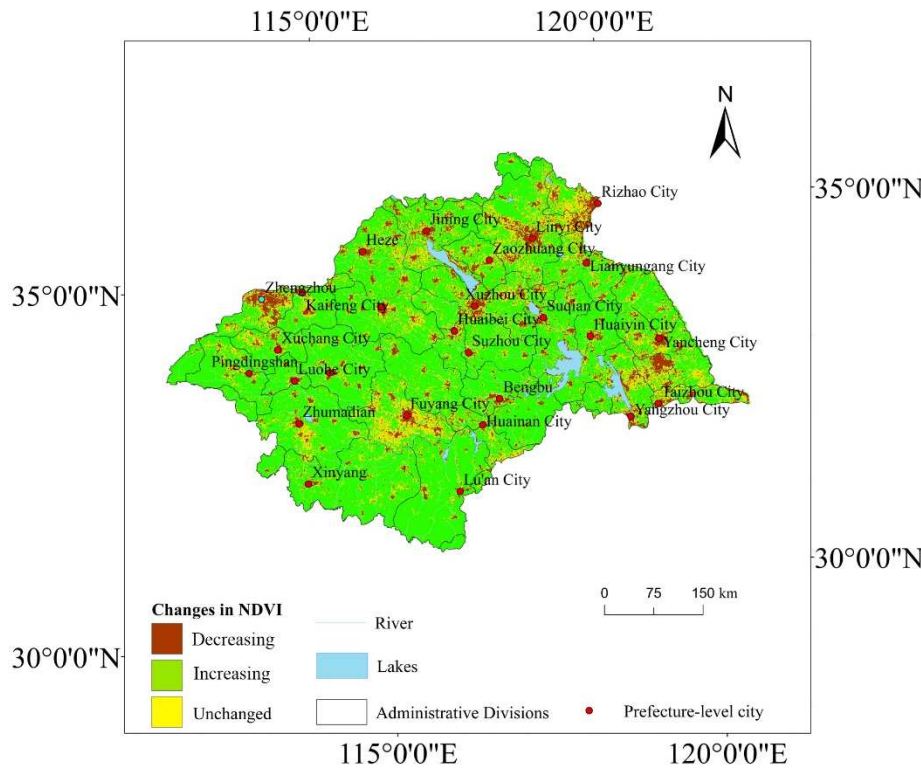 115°0'0"E 120°0'0"E
N
35°0'0"N
Rizhao City
Jining City
Linyi City
Heze
Zaozhuang City
Lianyungang City
35°0'0"N
Zhengzhou
Xuzhou City
Kaifeng City
Suqian City
Huaibei City
Huaiyin City
Xuchang City
Suzhou City
Yancheng City
Pingdingshan
Luohe City
Bengbu
Taizhou City
Zhumadian
Fuyang City
Yangzhou City
Huainan City
Xinyang
Lu'an City
30°0'0"N
0 75 150 km
Changes in NDVI
Decreasing
Increasing
Unchanged
River
Lakes
Administrative Divisions
Prefecture-level city
30°0'0"N
115°0'0"E 120°0'0"E